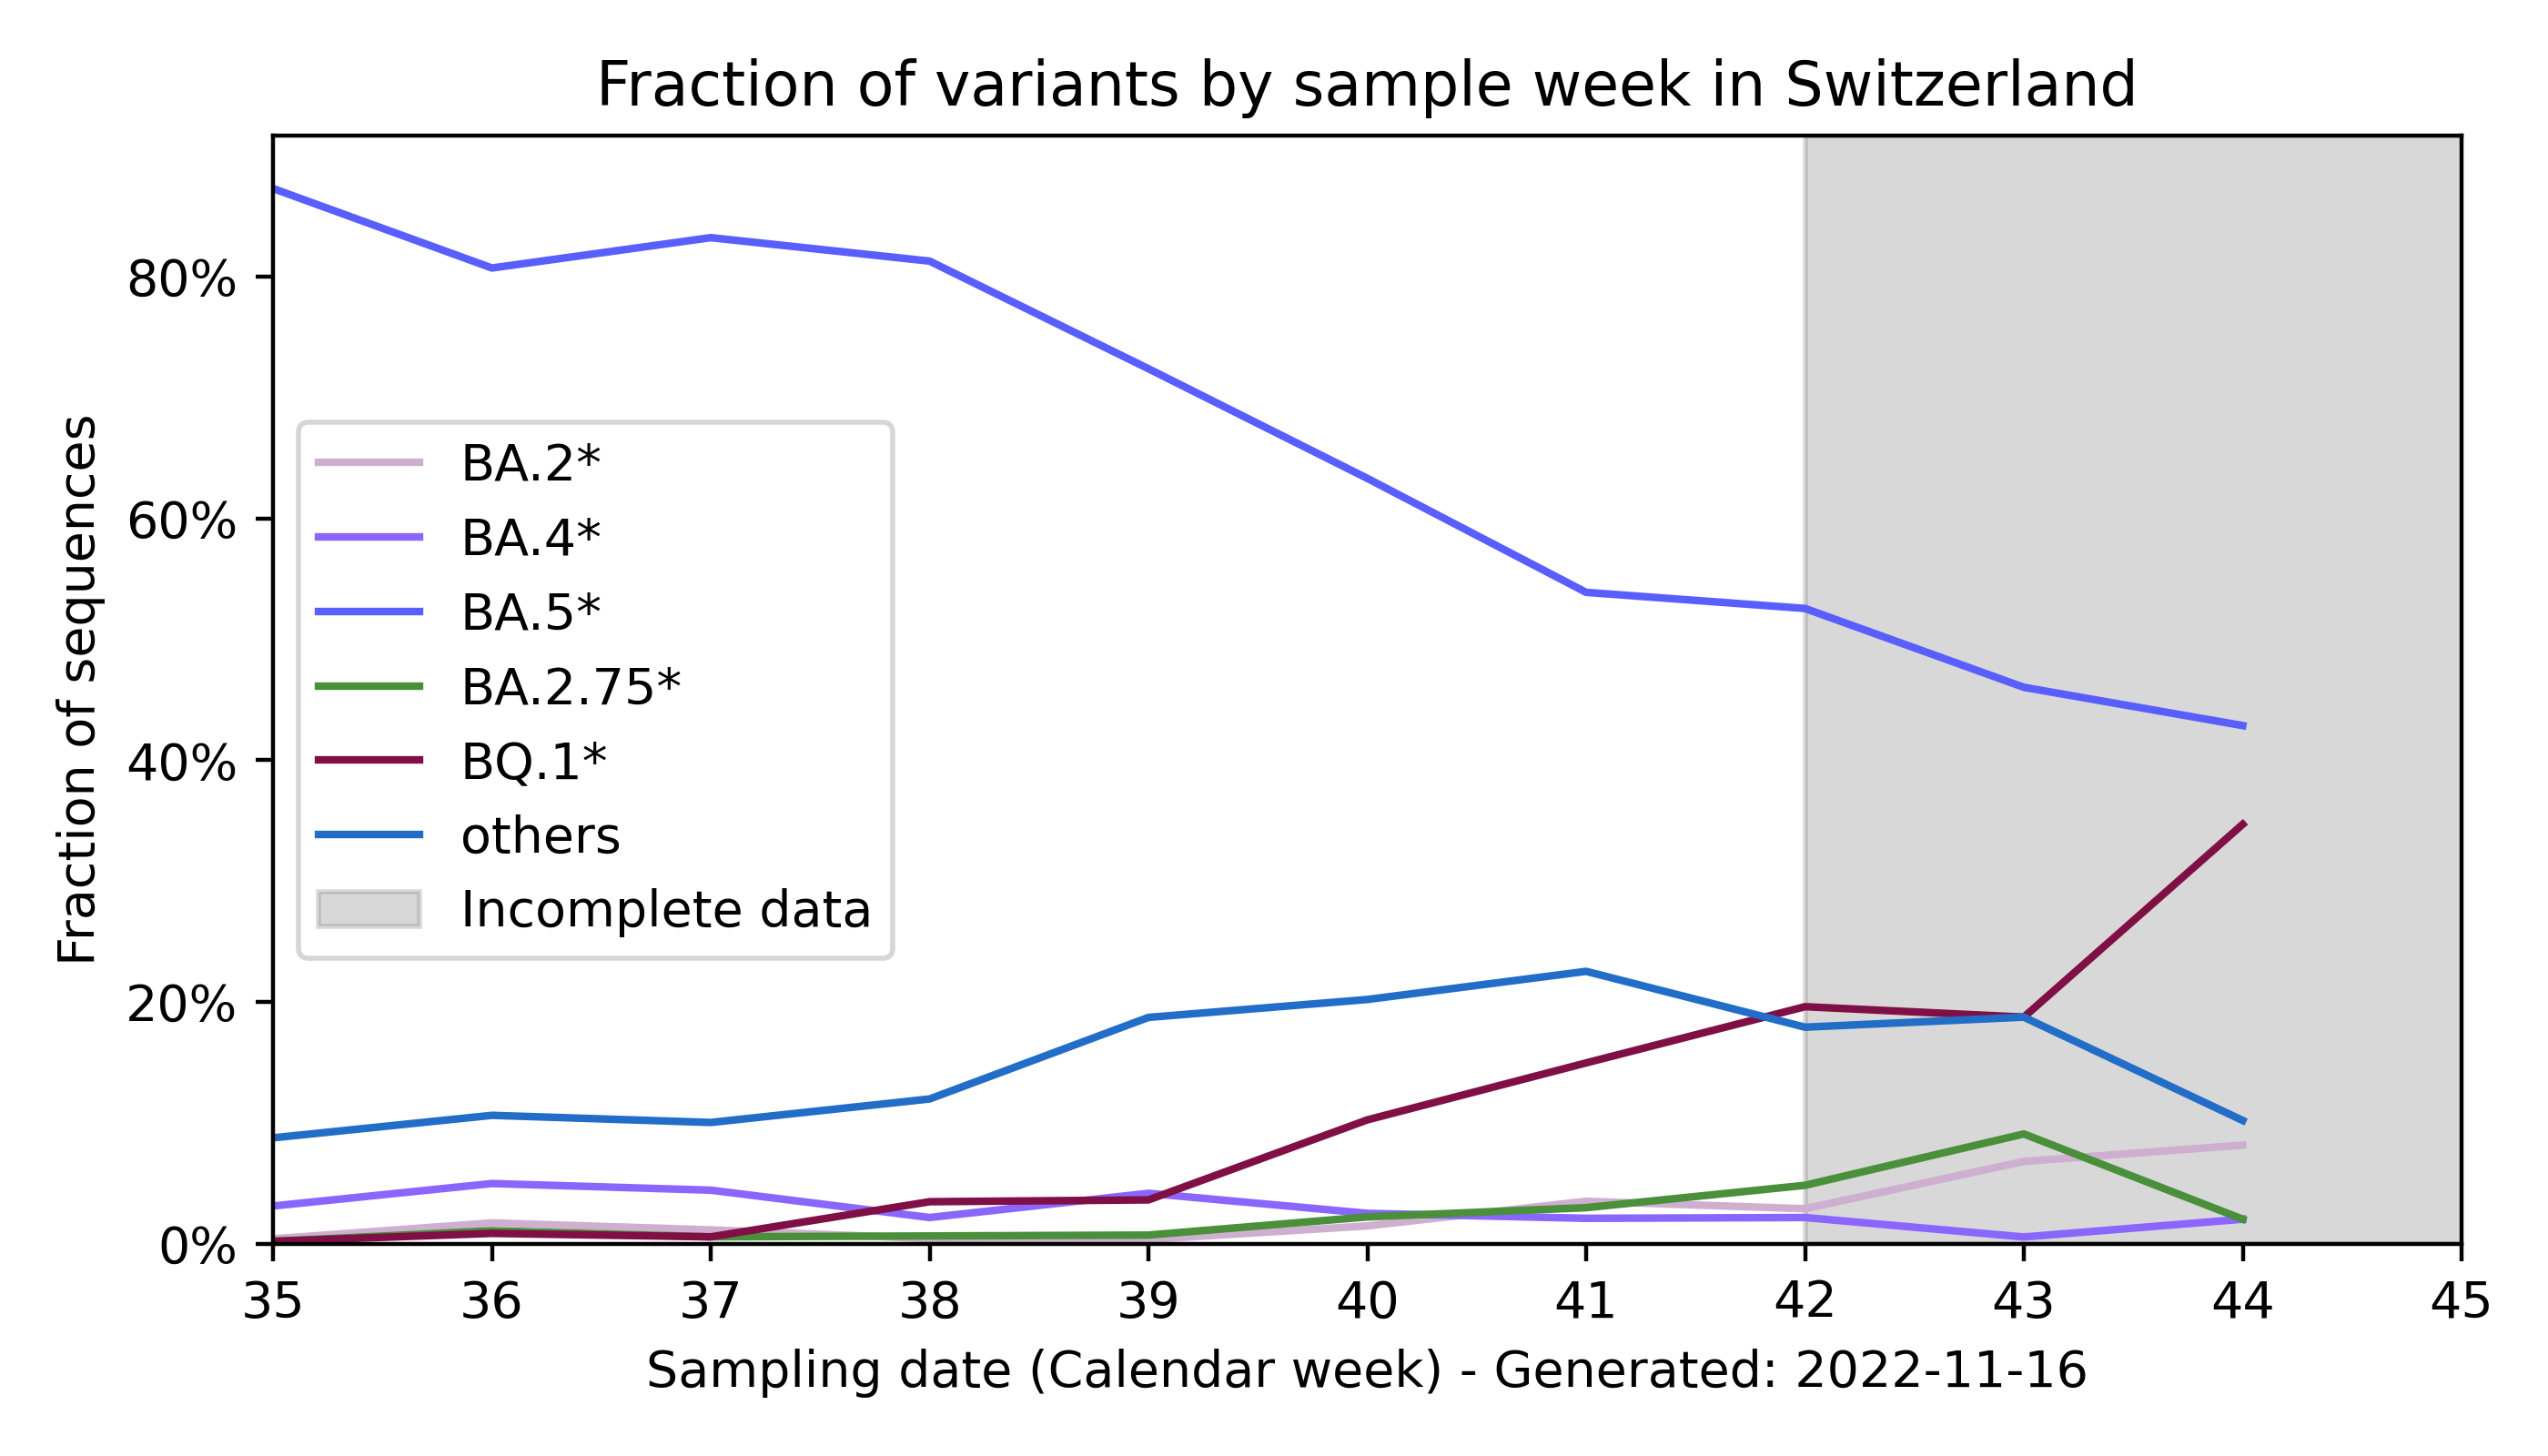 Fraction of variants by sample week in Switzerland
Fraction of sequences
80%
60%
40%
20%
0%
BA.2*
BA.4*
BA.5*
BA.2.75*
BQ.1*
others
Incomplete data
35 36 37 38 39 40 41 42 43 44 45
Sampling date (Calendar week) - Generated: 2022-11-16